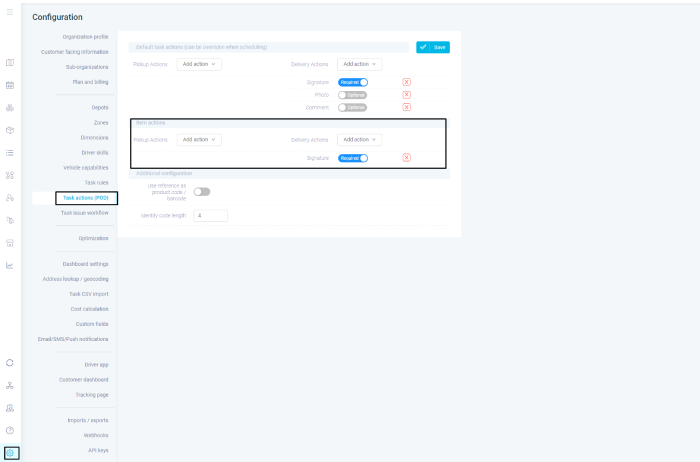 Configuration
Organization profile
Customer facing information
Sub-organisations
Plan and billing
Depots
Zones
Dimensions
Driver skills
Vehicle capabilities
Task rules
Task actions (POD)
Task issue workflow
Optimization
Dashboard settings
Address lookup / geocoding
Task CSV import
Cost calculation
Custom fields
Email/SMS/Push notifications
Driver app
Customer dashboard
Tracking page
Imports / exports
Webhooks
API keys
Default task actions (can be overriden when scheduling)
Save
Pickup Actions Add action Delivery Actions Add action
Signature Required X
Photo Optional X
Comment Optional X
Item actions
Pickup Actions Add action Delivery Actions Add action
Signature Required X
Additional configuration
Use reference as
product code /
barcode
Identity code length 4